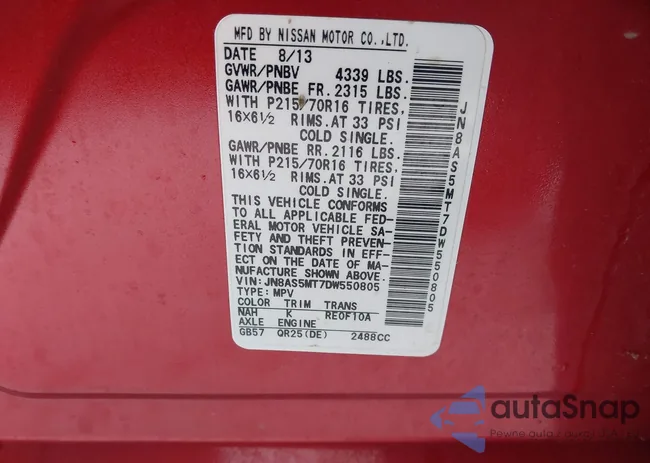 MFD BY NISSAN MOTOR CO.,LTD.
DATE 8/13
GVWR/PNBV 4339 LBS.
GAWR/PNBE FR. 2315 LBS.
WITH P215/70R16 TIRES,
16X6½ RIMS. AT 33 PSI
COLD SINGLE.
GAWR/PNBE RR. 2116 LBS.
WITH P215/70R16 TIRES,
16X6½ RIMS. AT 33 PSI
COLD SINGLE.
THIS VEHICLE CONFORMS
TO ALL APPLICABLE FED-
ERAL MOTOR VEHICLE SA-
FETY AND THEFT PREVEN-
TION STANDARDS IN EFF-
ECT ON THE DATE OF MA-
NUFACTURE SHOWN ABOVE.
VIN:JN8AS5MT7DW550805
TYPE:MPV
COLOR TRIM TRANS
NAH K RE0F10A
AXLE ENGINE
GB57 QR25(DE) 2488CC
JN8AS5MT7DW550805
autoSnap